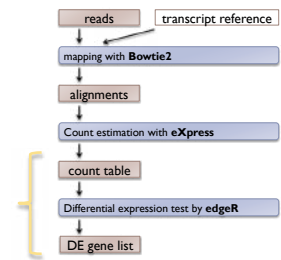 reads
transcript reference
mapping with Bowtie2
alignments
Count estimation with eXpress
count table
Differential expression test by edgeR
DE gene list